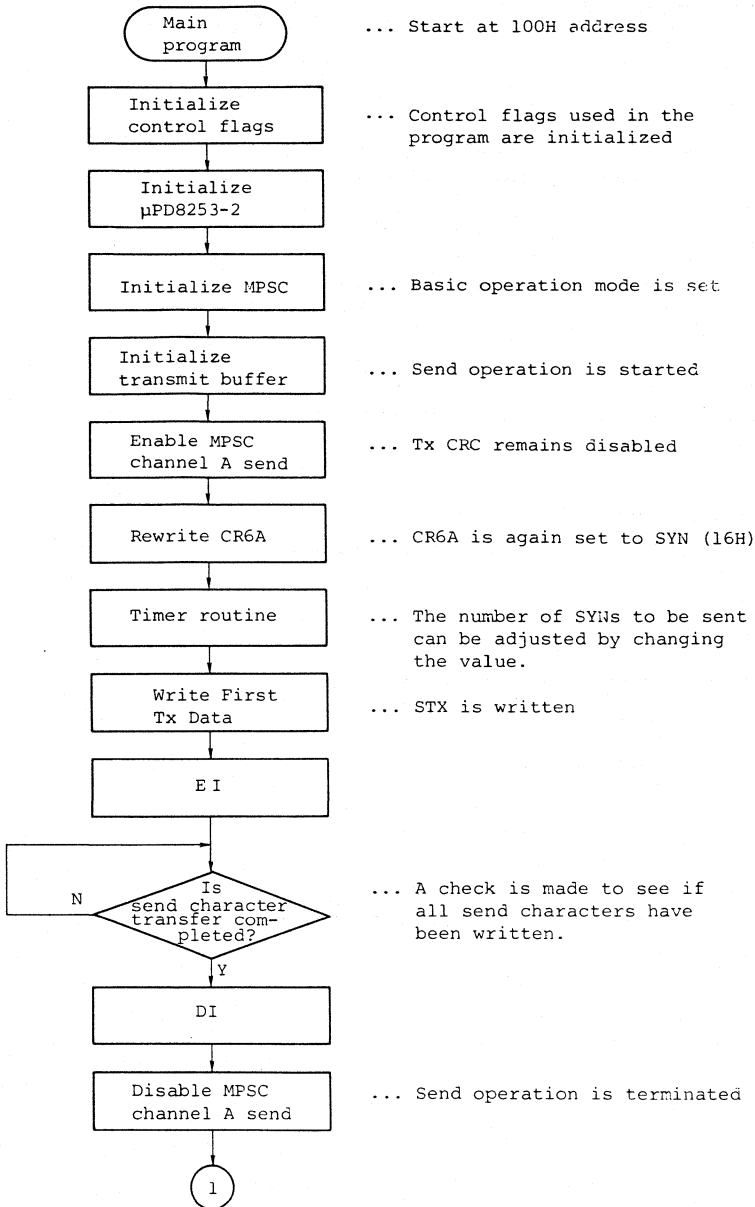 Main
program
... Start at 100H address
Initialize
control flags
... Control flags used in the
program are initialized
Initialize
µPD8253-2
Initialize MPSC
... Basic operation mode is set
Initialize
transmit buffer
... Send operation is started
Enable MPSC
channel A send
... Tx CRC remains disabled
Rewrite CR6A
... CR6A is again set to SYN (16H)
Timer routine
... The number of SYNs to be sent
can be adjusted by changing
the value.
Write First
Tx Data
... STX is written
EI
N
Is
send character
transfer com-
pleted?
... A check is made to see if
all send characters have
been written.
Y
DI
Disable MPSC
channel A send
... Send operation is terminated
1